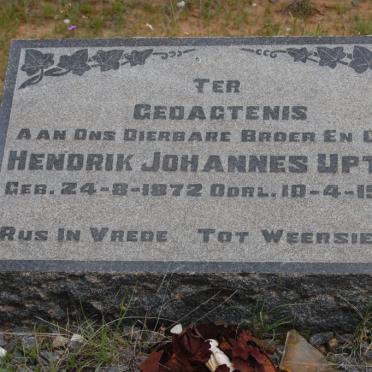 TER
GEDAGTENIS
AAN ONS DIERBARE BROER EN
HENDRIK JOHANNES
GEB. 24-8-1872 OORL. 10-4-
RUS IN VREDE TOT